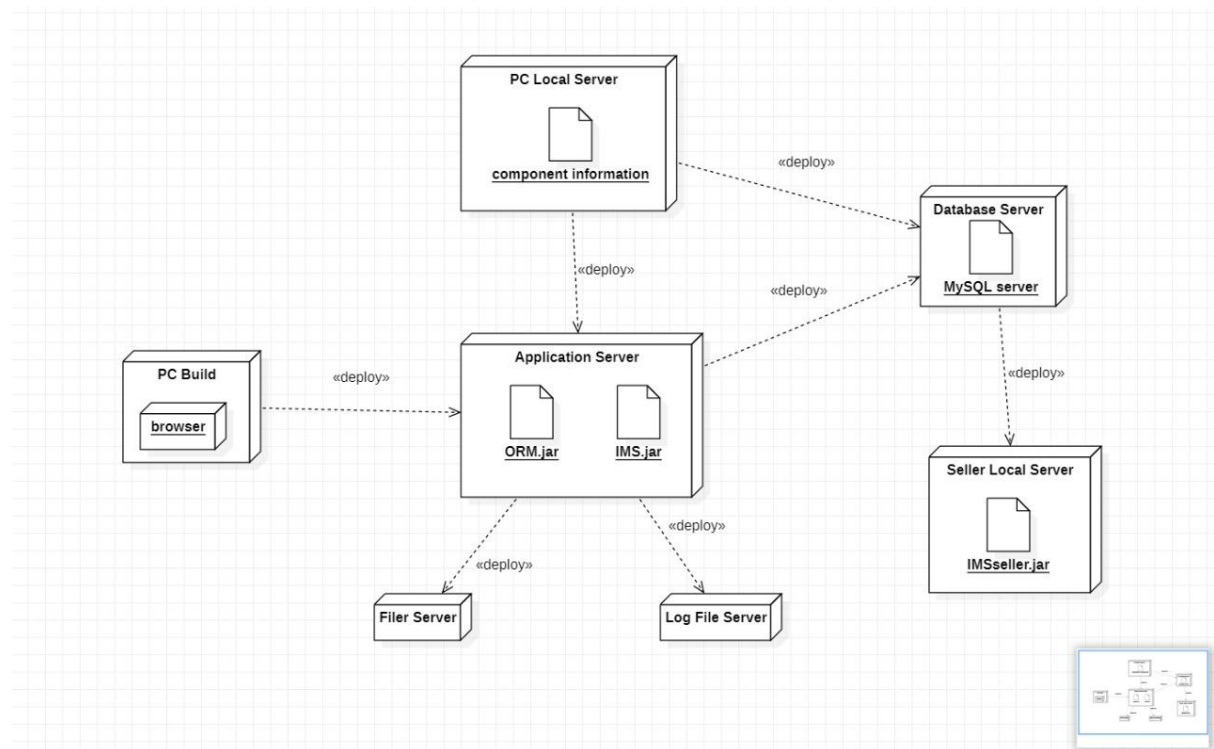 PC Local Server
component information
«deploy»
Database Server
MySQL server
«deploy»
«deploy»
Application Server
ORM.jar
IMS.jar
PC Build
browser
«deploy»
«deploy»
Seller Local Server
IMSseller.jar
«deploy»
«deploy»
Filer Server
Log File Server